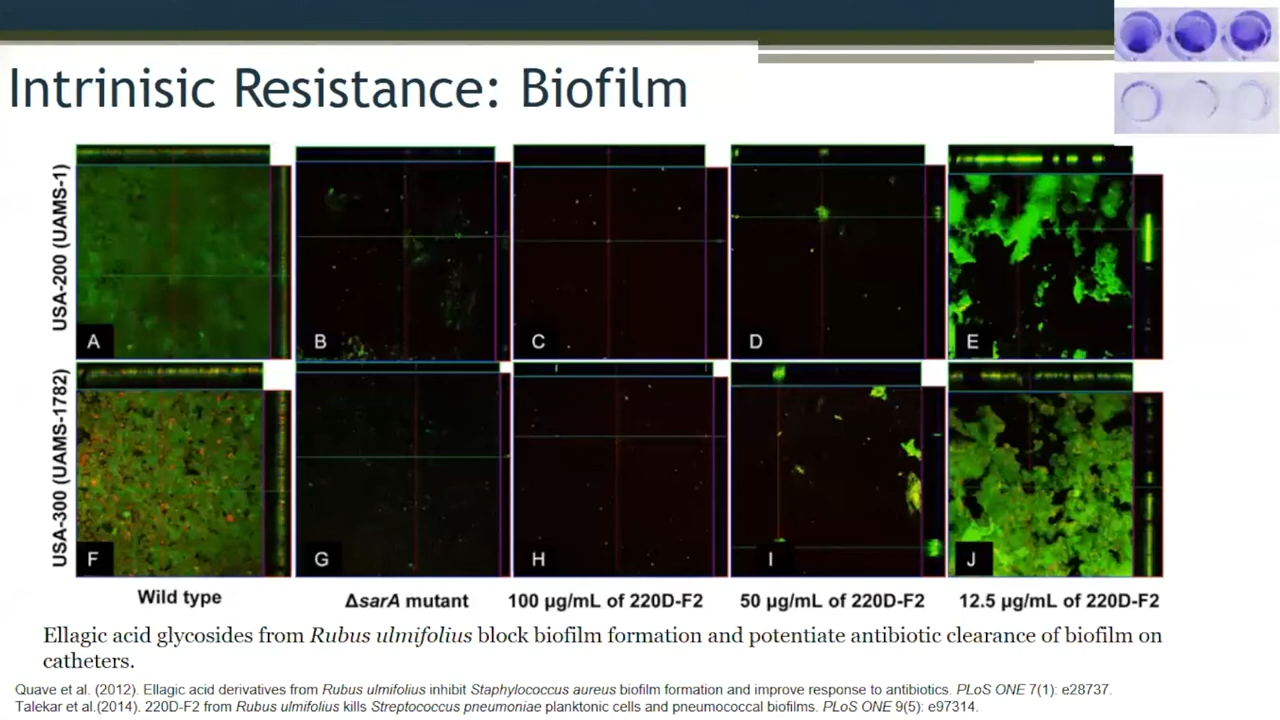 Intrinisic Resistance: Biofilm
USA-200 (UAMS-1)
A
B
C
D
E
USA-300 (UAMS-1782)
F
G
H
I
J
Wild type
ΔsarA mutant
100 µg/mL of 220D-F2
50 µg/mL of 220D-F2
12.5 µg/mL of 220D-F2
Ellagic acid glycosides from Rubus ulmifolius block biofilm formation and potentiate antibiotic clearance of biofilm on
catheters.
Quave et al. (2012). Ellagic acid derivatives from Rubus ulmifolius inhibit Staphylococcus aureus biofilm formation and improve response to antibiotics. PLoS ONE 7(1): e28737.
Talekar et al.(2014). 220D-F2 from Rubus ulmifolius kills Streptococcus pneumoniae planktonic cells and pneumococcal biofilms. PLoS ONE 9(5): e97314.